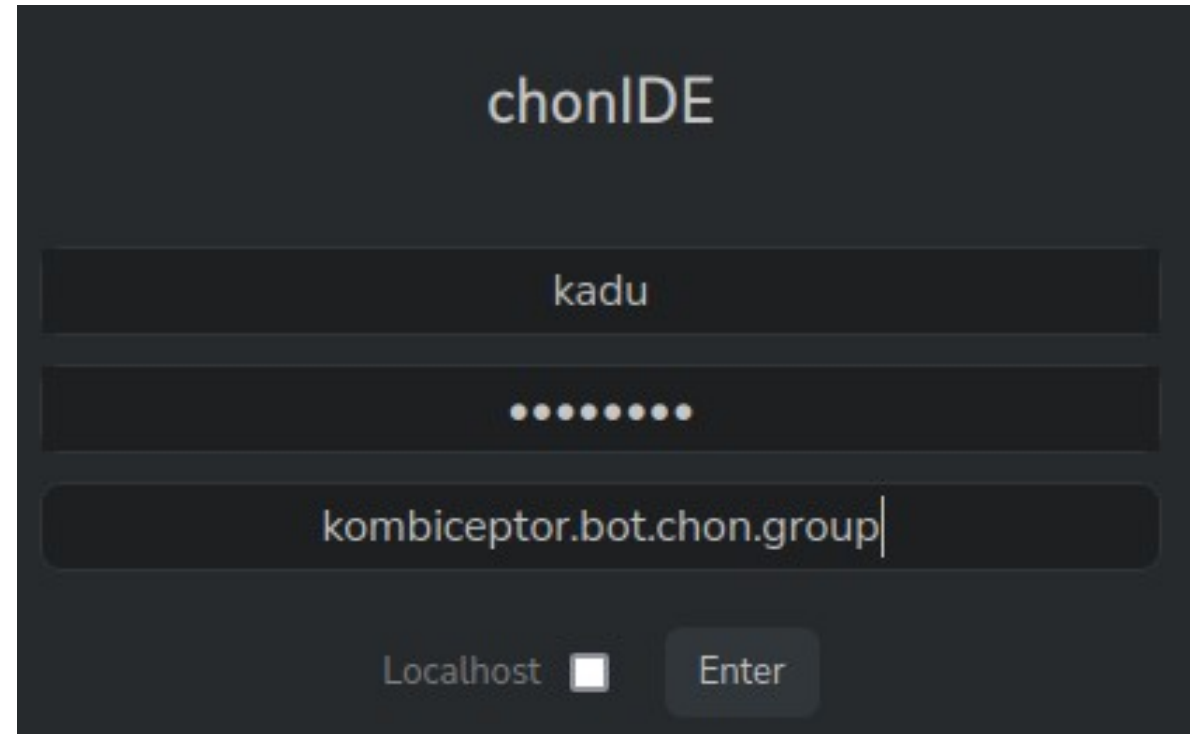 chonIDE
kadu
••••••••
kombiceptor.bot.chon.group
Localhost Enter